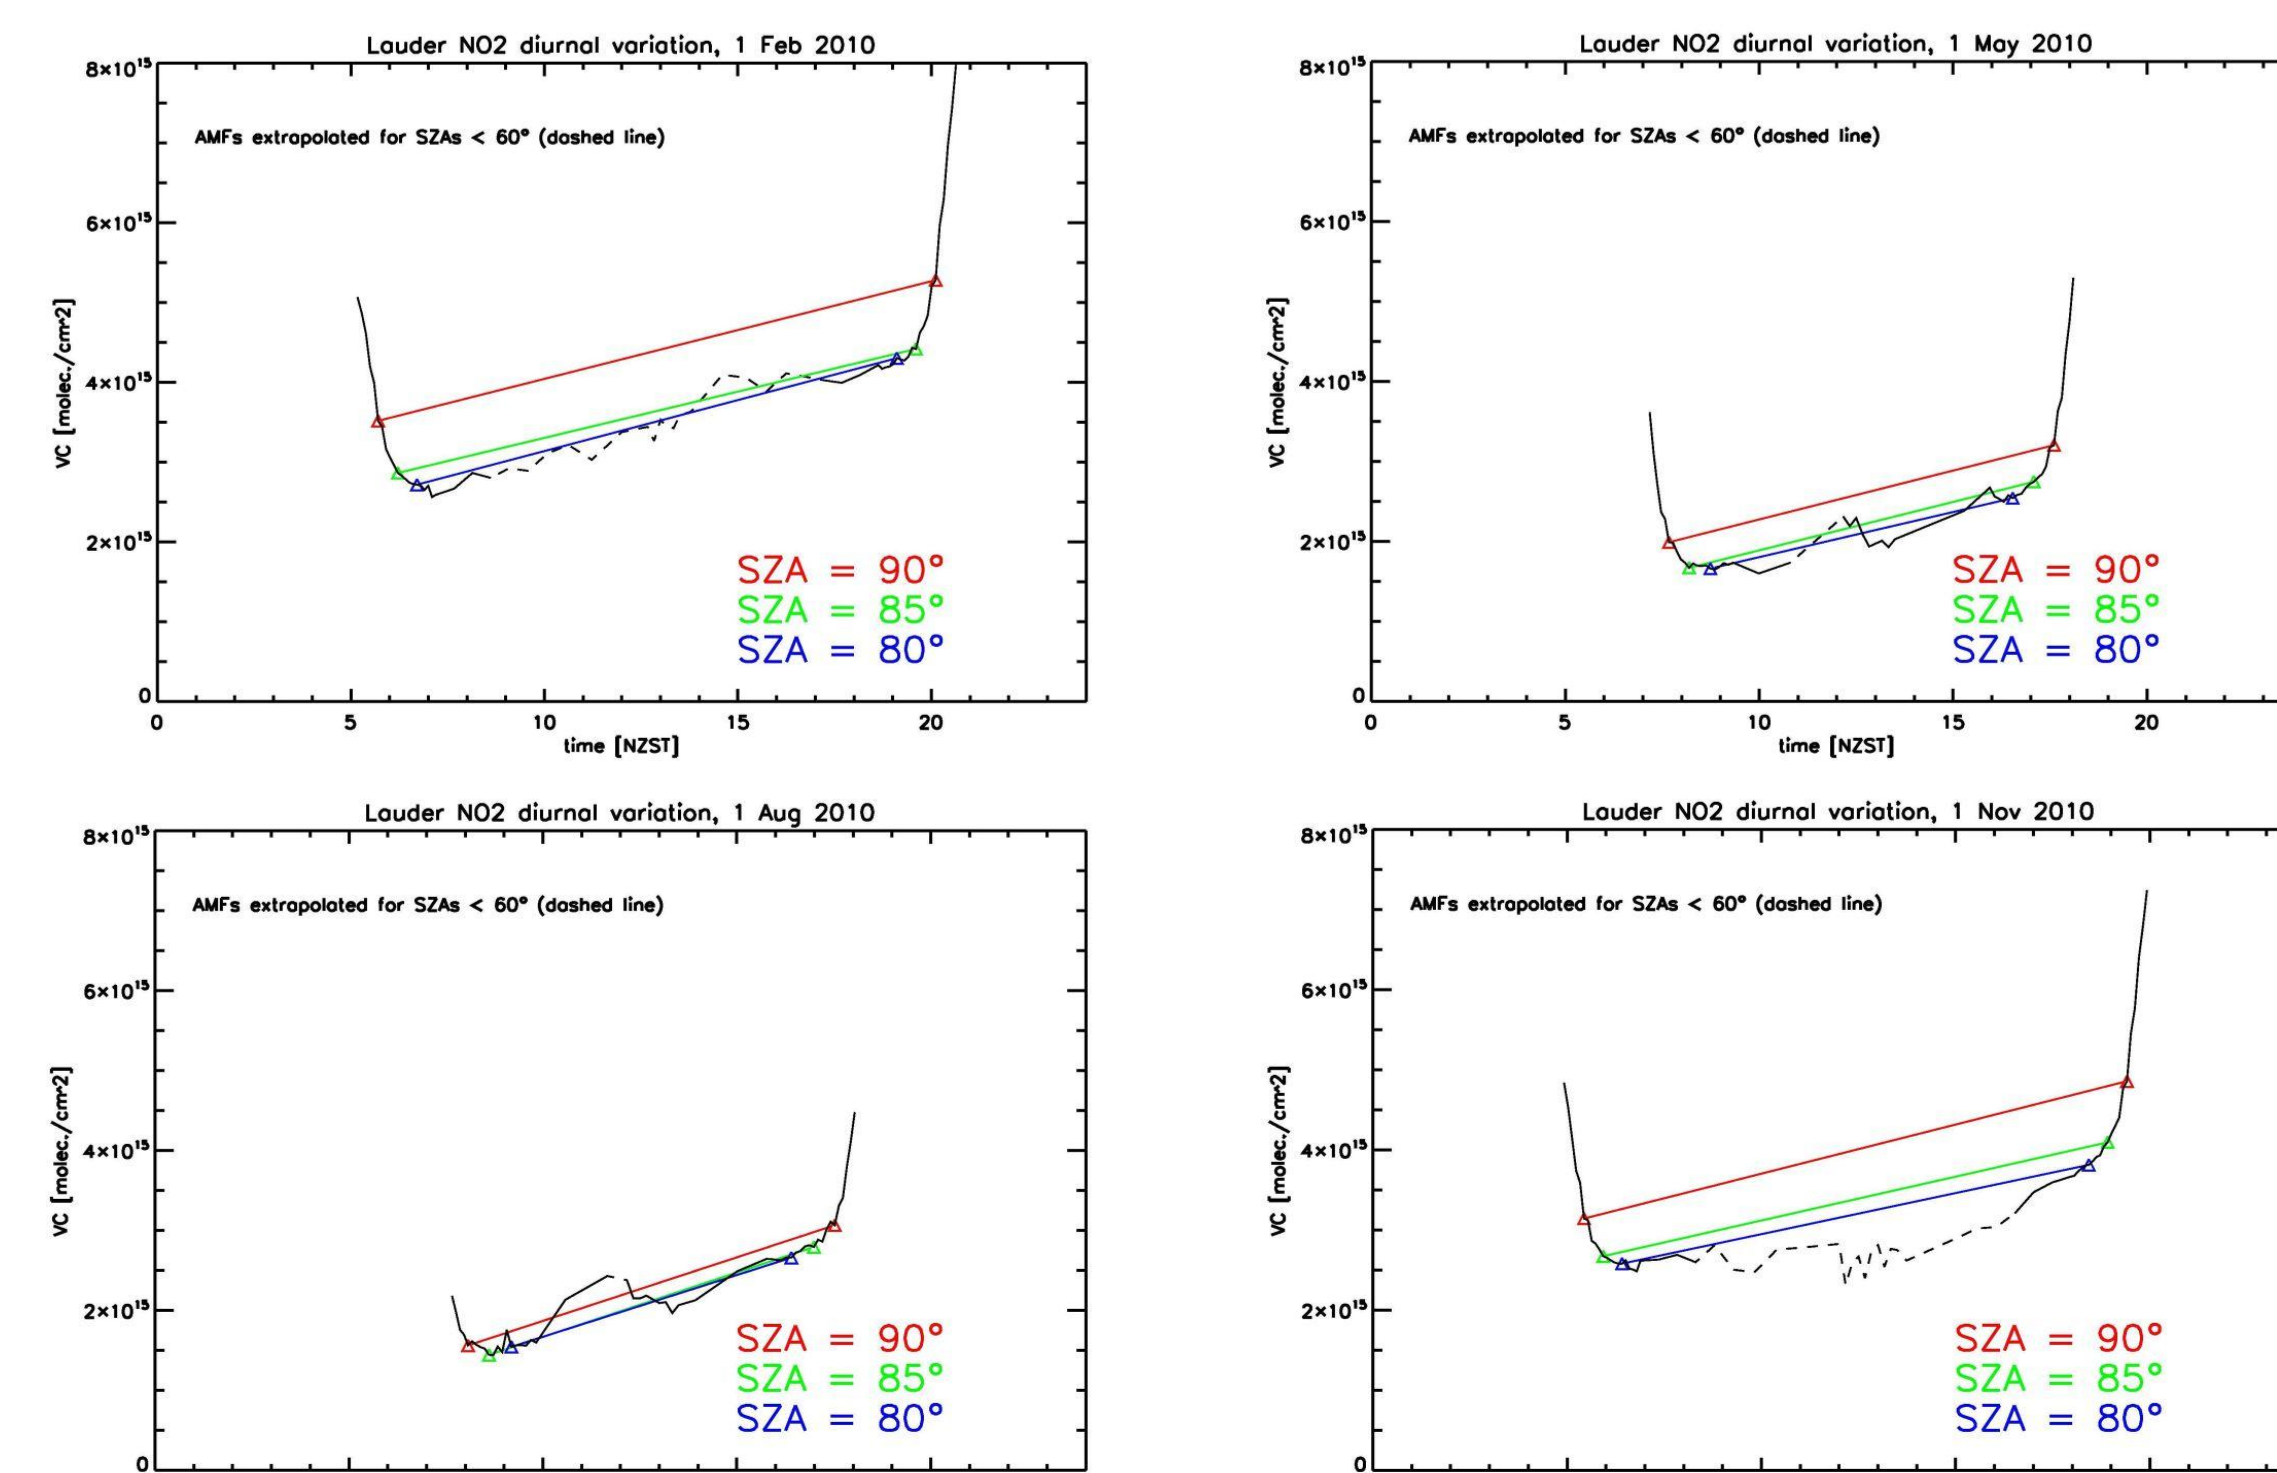 Lauder NO2 diurnal variation, 1 Feb 2010
8×10¹⁵
AMFs extrapolated for SZAs < 60° (dashed line)
6×10¹⁵
VC [molec./cm^2]
4×10¹⁵
2×10¹⁵
SZA = 90°
SZA = 85°
SZA = 80°
0
0 5 10 15 20
time [NZST]
Lauder NO2 diurnal variation, 1 May 2010
8×10¹⁵
AMFs extrapolated for SZAs < 60° (dashed line)
6×10¹⁵
VC [molec./cm^2]
4×10¹⁵
2×10¹⁵
SZA = 90°
SZA = 85°
SZA = 80°
0
0 5 10 15 20
time [NZST]
Lauder NO2 diurnal variation, 1 Aug 2010
8×10¹⁵
AMFs extrapolated for SZAs < 60° (dashed line)
6×10¹⁵
VC [molec./cm^2]
4×10¹⁵
2×10¹⁵
SZA = 90°
SZA = 85°
SZA = 80°
0
Lauder NO2 diurnal variation, 1 Nov 2010
8×10¹⁵
AMFs extrapolated for SZAs < 60° (dashed line)
6×10¹⁵
VC [molec./cm^2]
4×10¹⁵
2×10¹⁵
SZA = 90°
SZA = 85°
SZA = 80°
0